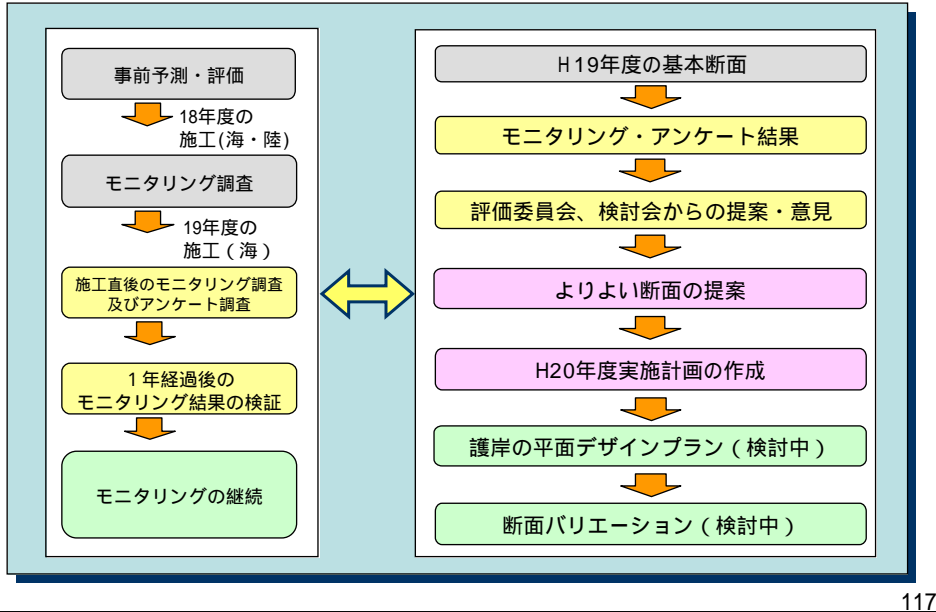 事前予測・評価
18年度の
施工(海・陸)
モニタリング調査
19年度の
施工（海）
施工直後のモニタリング調査
及びアンケート調査
１年経過後の
モニタリング結果の検証
モニタリングの継続
H19年度の基本断面
モニタリング・アンケート結果
評価委員会、検討会からの提案・意見
よりよい断面の提案
H20年度実施計画の作成
護岸の平面デザインプラン（検討中）
断面バリエーション（検討中）
117